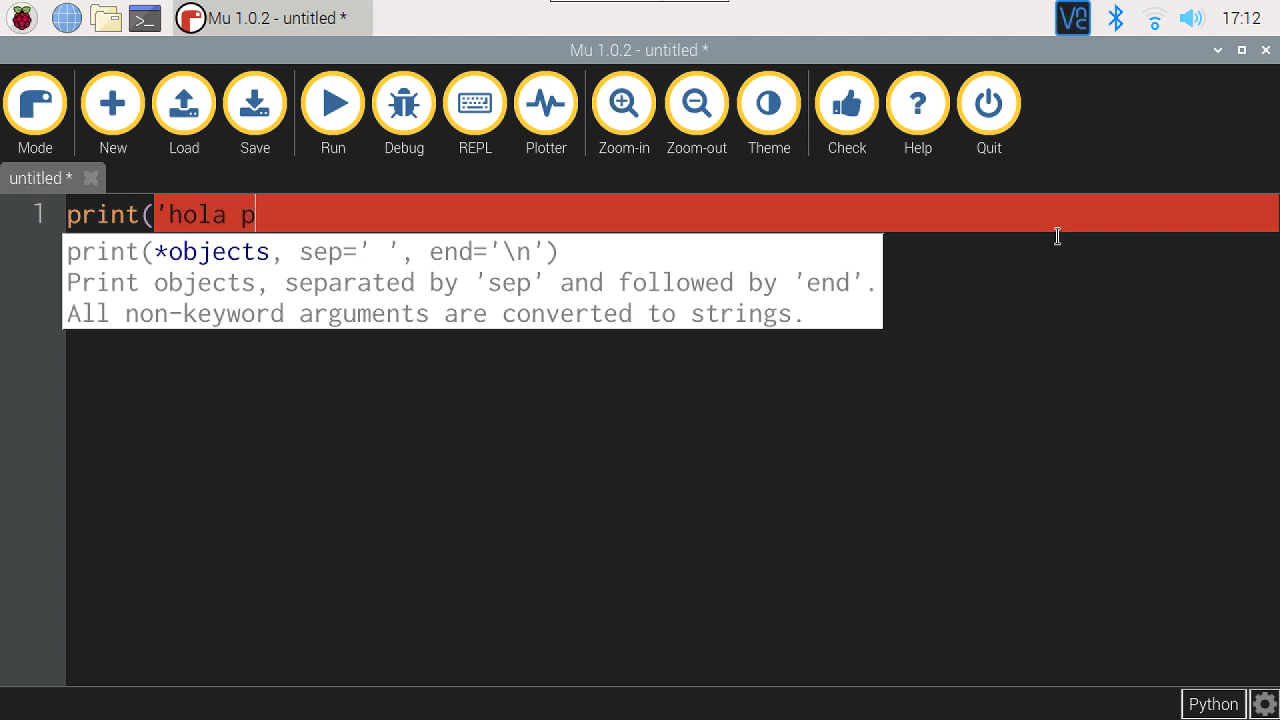 Mu 1.0.2 - untitled *
17:12
Mu 1.0.2 - untitled *
Mode New Load Save Run Debug REPL Plotter Zoom-in Zoom-out Theme Check Help Quit
untitled *
1 print('hola p
print(*objects, sep=' ', end='\n')
Print objects, separated by 'sep' and followed by 'end'.
All non-keyword arguments are converted to strings.
Python